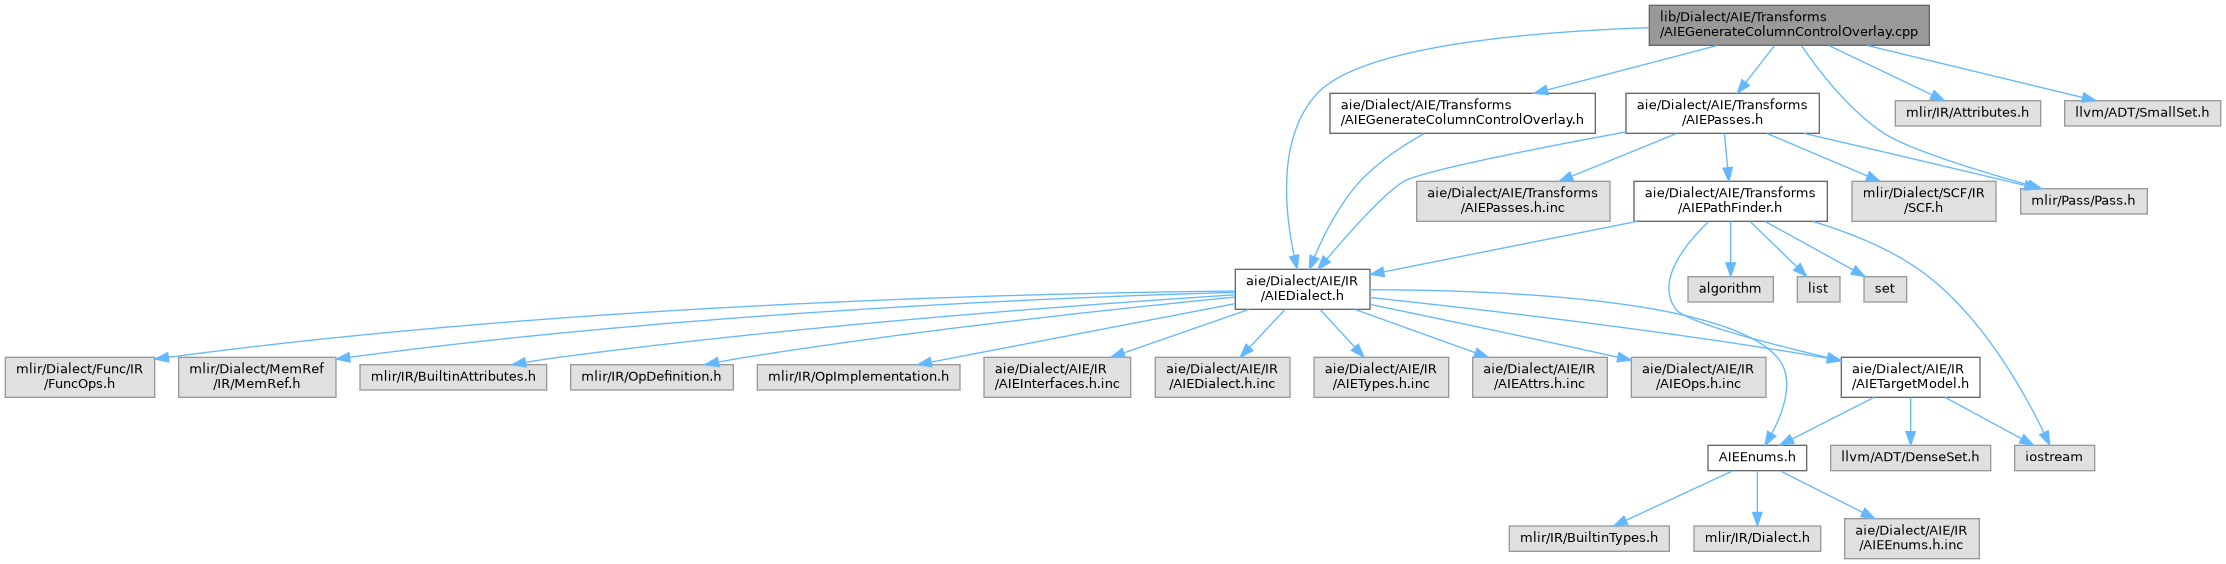 lib/Dialect/AIE/Transforms
/AIEGenerateColumnControlOverlay.cpp
aie/Dialect/AIE/Transforms
/AIEGenerateColumnControlOverlay.h
aie/Dialect/AIE/Transforms
/AIEPasses.h
mlir/IR/Attributes.h
llvm/ADT/SmallSet.h
aie/Dialect/AIE/Transforms
/AIEPasses.h.inc
aie/Dialect/AIE/Transforms
/AIEPathFinder.h
mlir/Dialect/SCF/IR
/SCF.h
mlir/Pass/Pass.h
aie/Dialect/AIE/IR
/AIEDialect.h
algorithm
list
set
mlir/Dialect/Func/IR
/FuncOps.h
mlir/Dialect/MemRef
/IR/MemRef.h
mlir/IR/BuiltinAttributes.h
mlir/IR/OpDefinition.h
mlir/IR/OpImplementation.h
aie/Dialect/AIE/IR
/AIEInterfaces.h.inc
aie/Dialect/AIE/IR
/AIEDialect.h.inc
aie/Dialect/AIE/IR
/AIETypes.h.inc
aie/Dialect/AIE/IR
/AIEAttrs.h.inc
aie/Dialect/AIE/IR
/AIEOps.h.inc
aie/Dialect/AIE/IR
/AIETargetModel.h
AIEEnums.h
llvm/ADT/DenseSet.h
iostream
mlir/IR/BuiltinTypes.h
mlir/IR/Dialect.h
aie/Dialect/AIE/IR
/AIEEnums.h.inc